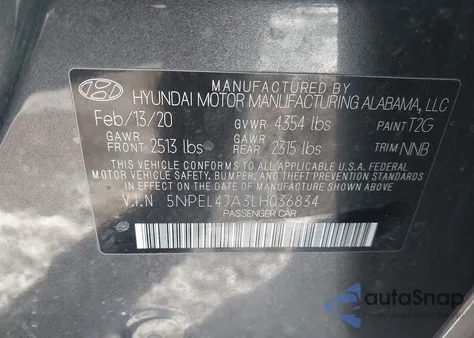 MANUFACTURED BY
HYUNDAI MOTOR MANUFACTURING ALABAMA, LLC
Feb/13/20 GVWR 4354 lbs PAINT T2G
GAWR FRONT 2513 lbs GAWR REAR 2315 lbs TRIM NNB
THIS VEHICLE CONFORMS TO ALL APPLICABLE U.S.A. FEDERAL
MOTOR VEHICLE SAFETY, BUMPER, AND THEFT PREVENTION STANDARDS
IN EFFECT ON THE DATE OF MANUFACTURE SHOWN ABOVE.
V.I.N 5NPEL4JA3LH036834
PASSENGER CAR
autoSnap